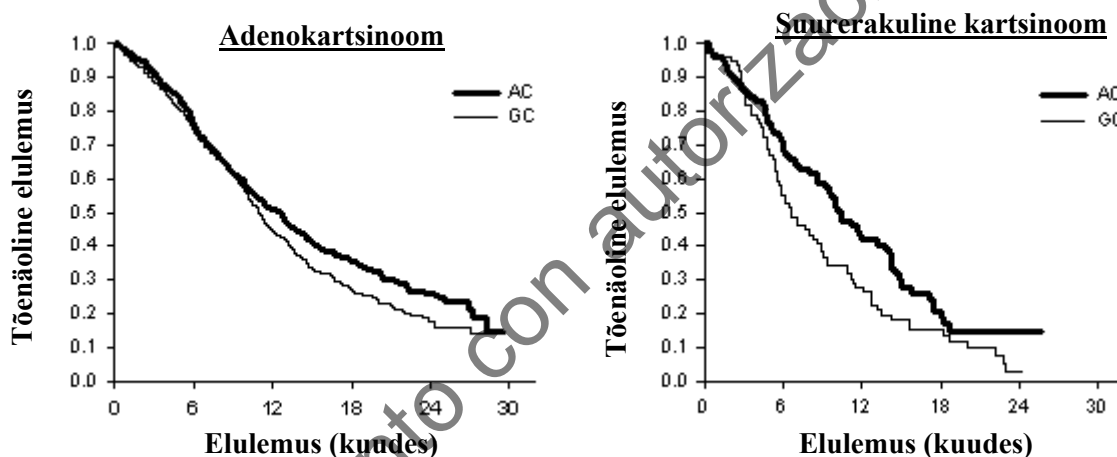 Adenokartsinoom
1.0
0.9
0.8
0.7
0.6
0.5
0.4
0.3
0.2
0.1
0.0
0 6 12 18 24 30
AC
GC
Tõenäoline elulemus
Elulemus (kuudes)
Suurerakuline kartsinoom
1.0
0.9
0.8
0.7
0.6
0.5
0.4
0.3
0.2
0.1
0.0
0 6 12 18 24 30
AC
GC
Tõenäoline elulemus
Elulemus (kuudes)
con autoriza